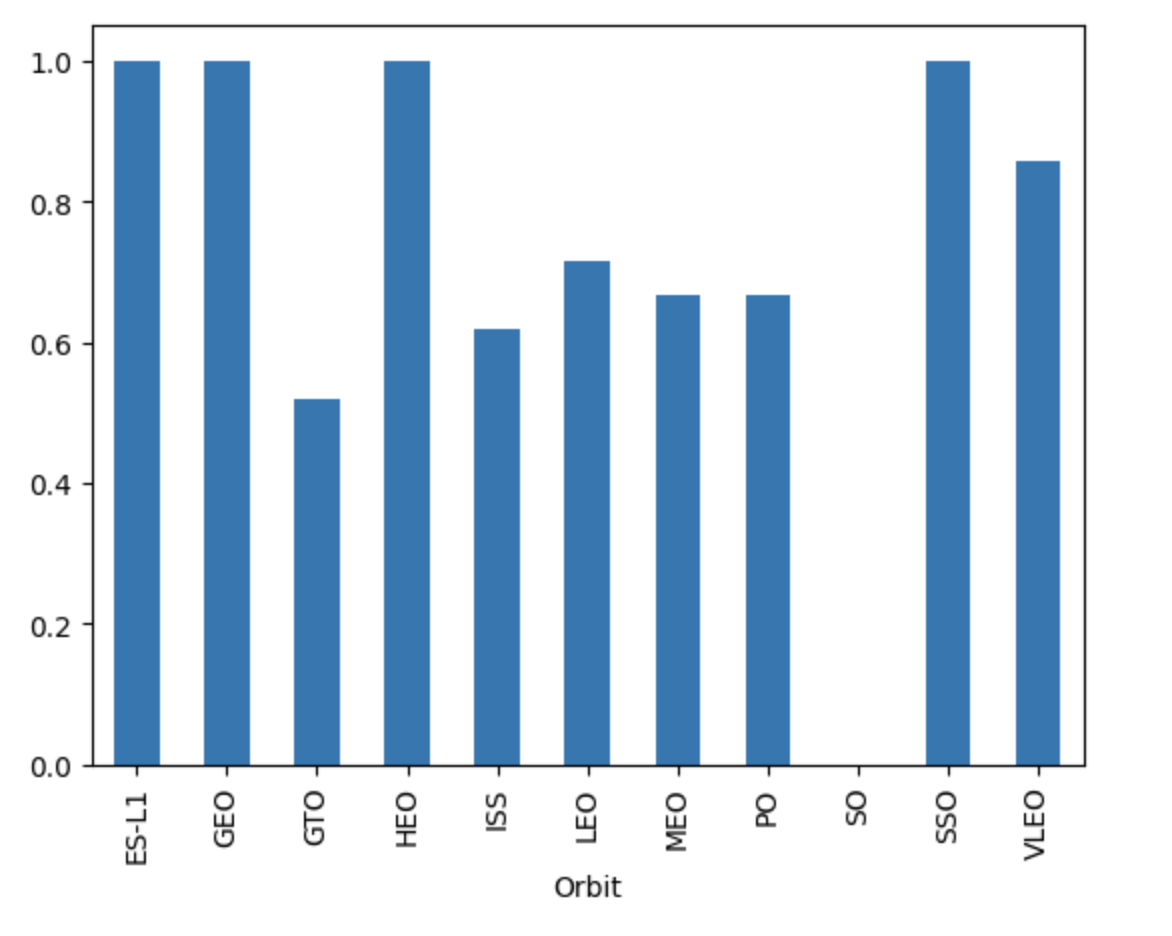 1.0
0.8
0.6
0.4
0.2
0.0
ES-L1
GEO
GTO
HEO
ISS
LEO
MEO
PO
SO
SSO
VLEO
Orbit